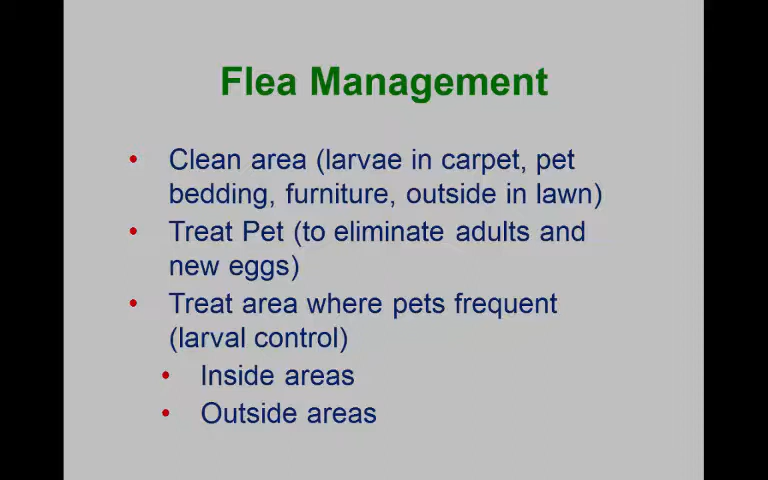 Flea Management
• Clean area (larvae in carpet, pet
bedding, furniture, outside in lawn)
• Treat Pet (to eliminate adults and
new eggs)
• Treat area where pets frequent
(larval control)
• Inside areas
• Outside areas